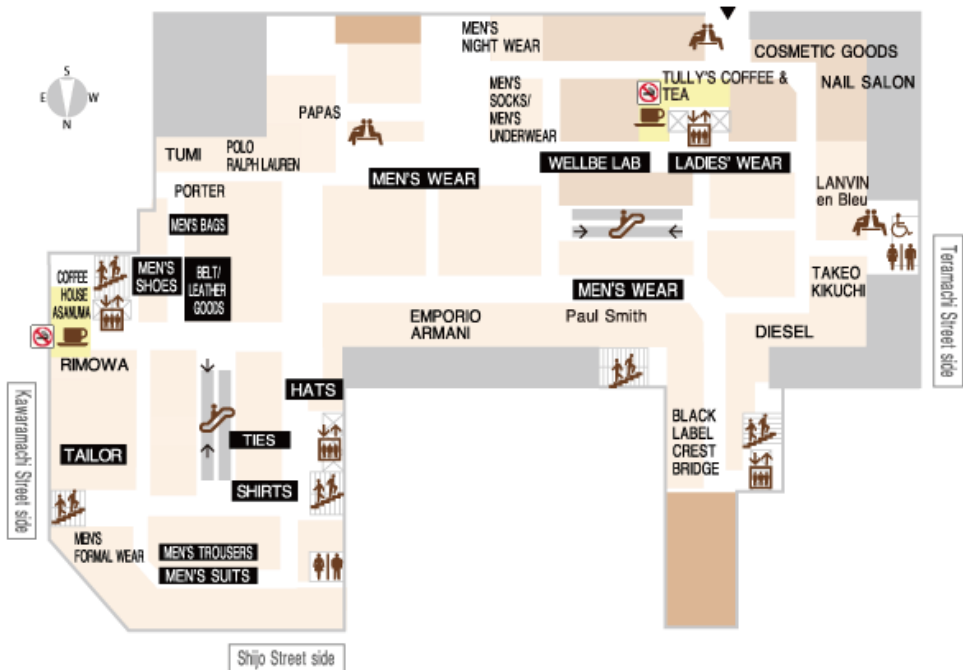 MEN'S
NIGHT WEAR
COSMETIC GOODS
S
E W
N
MEN'S
SOCKS/
MEN'S
UNDERWEAR
TULLY'S COFFEE &
TEA
NAIL SALON
PAPAS
TUMI
POLO
RALPH LAUREN
MEN'S WEAR
WELLBE LAB
LADIES' WEAR
PORTER
LANVIN
en Bleu
MEN'S BAGS
COFFEE
HOUSE
ASANUMA
MEN'S
SHOES
BELT/
LEATHER
GOODS
TAKEO
KIKUCHI
MEN'S WEAR
EMPORIO
ARMANI
Paul Smith
DIESEL
Teramachi Street side
RIMOWA
HATS
Kawaramachi Street side
TAILOR
TIES
BLACK
LABEL
CREST
BRIDGE
SHIRTS
MEN'S
FORMAL WEAR
MEN'S TROUSERS
MEN'S SUITS
Shijo Street side